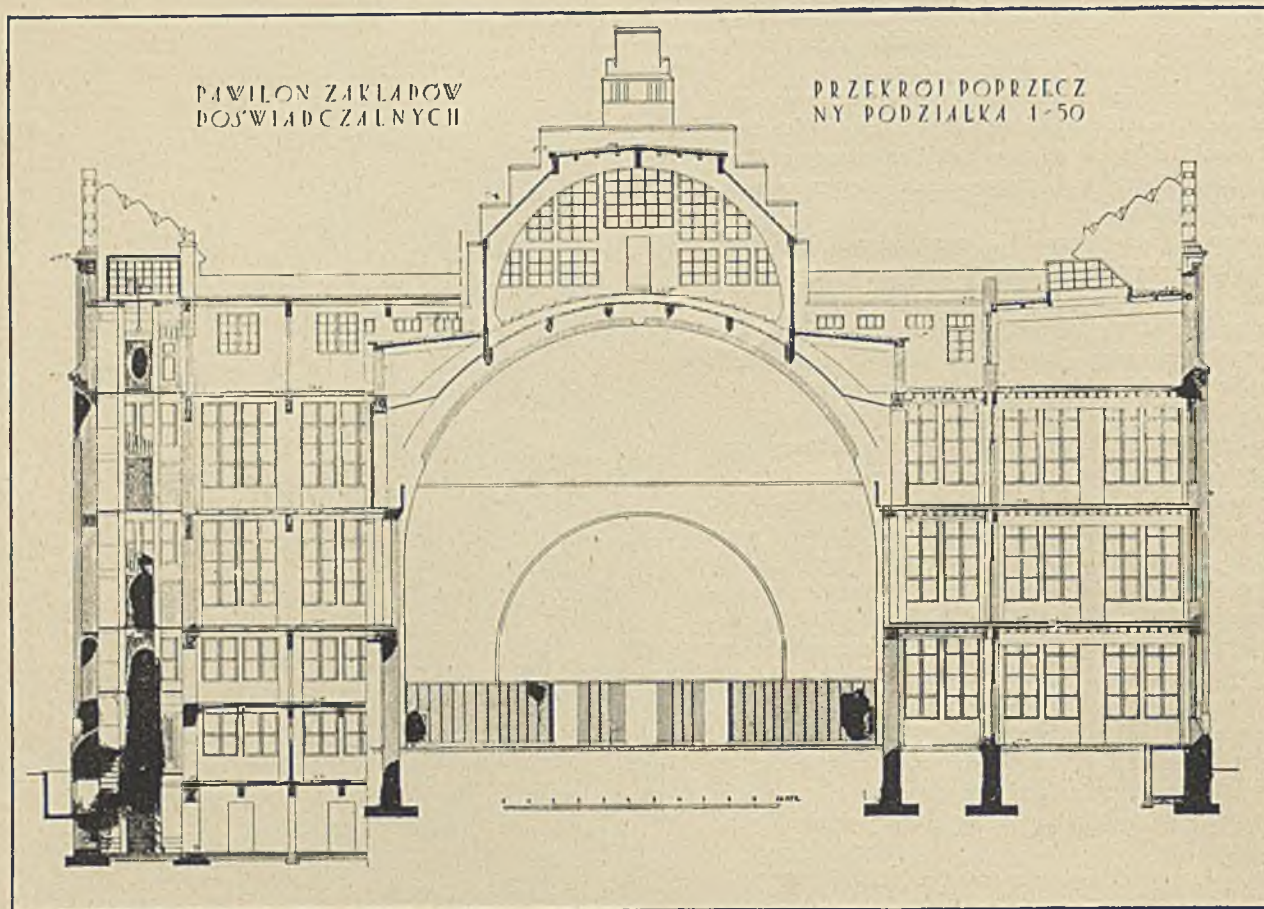 PAWILON ZAKŁADÓW
DOŚWIADCZALNYCH
PRZEKRÓJ POPRZECZ
NY PODZIAŁKA 1-50